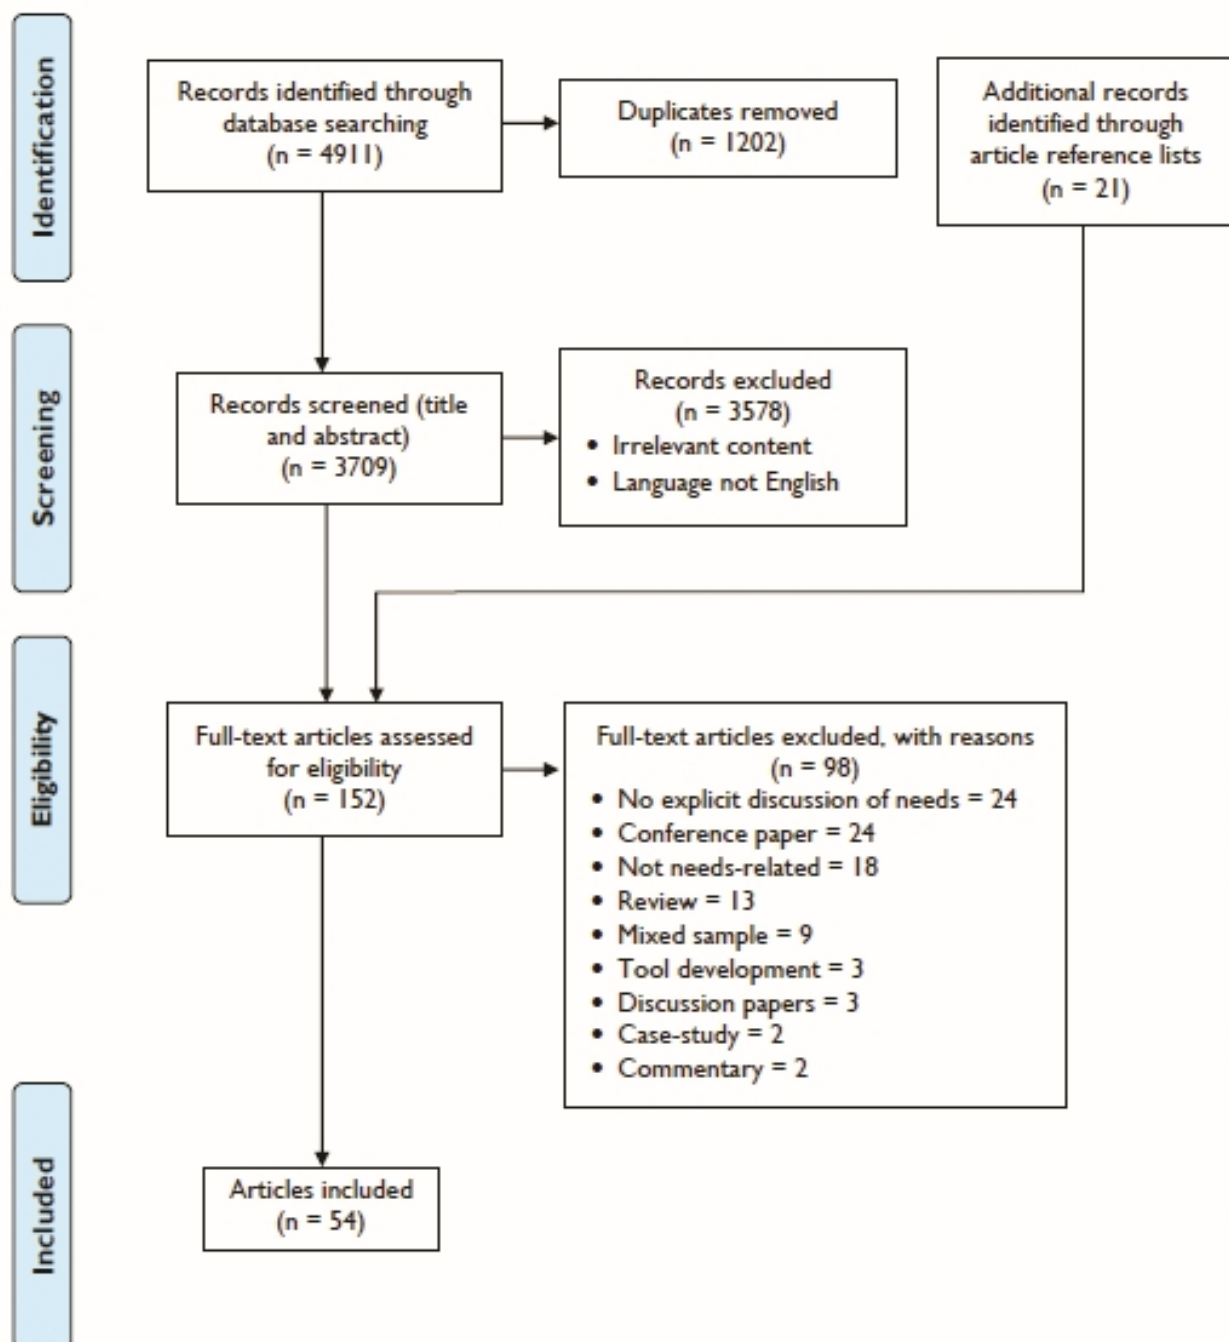 Identification
Records identified through
database searching
(n = 4911)
Duplicates removed
(n = 1202)
Additional records
identified through
article reference lists
(n = 21)
Screening
Records screened (title
and abstract)
(n = 3709)
Records excluded
(n = 3578)
• Irrelevant content
• Language not English
Eligibility
Full-text articles assessed
for eligibility
(n = 152)
Full-text articles excluded, with reasons
(n = 98)
• No explicit discussion of needs = 24
• Conference paper = 24
• Not needs-related = 18
• Review = 13
• Mixed sample = 9
• Tool development = 3
• Discussion papers = 3
• Case-study = 2
• Commentary = 2
Included
Articles included
(n = 54)